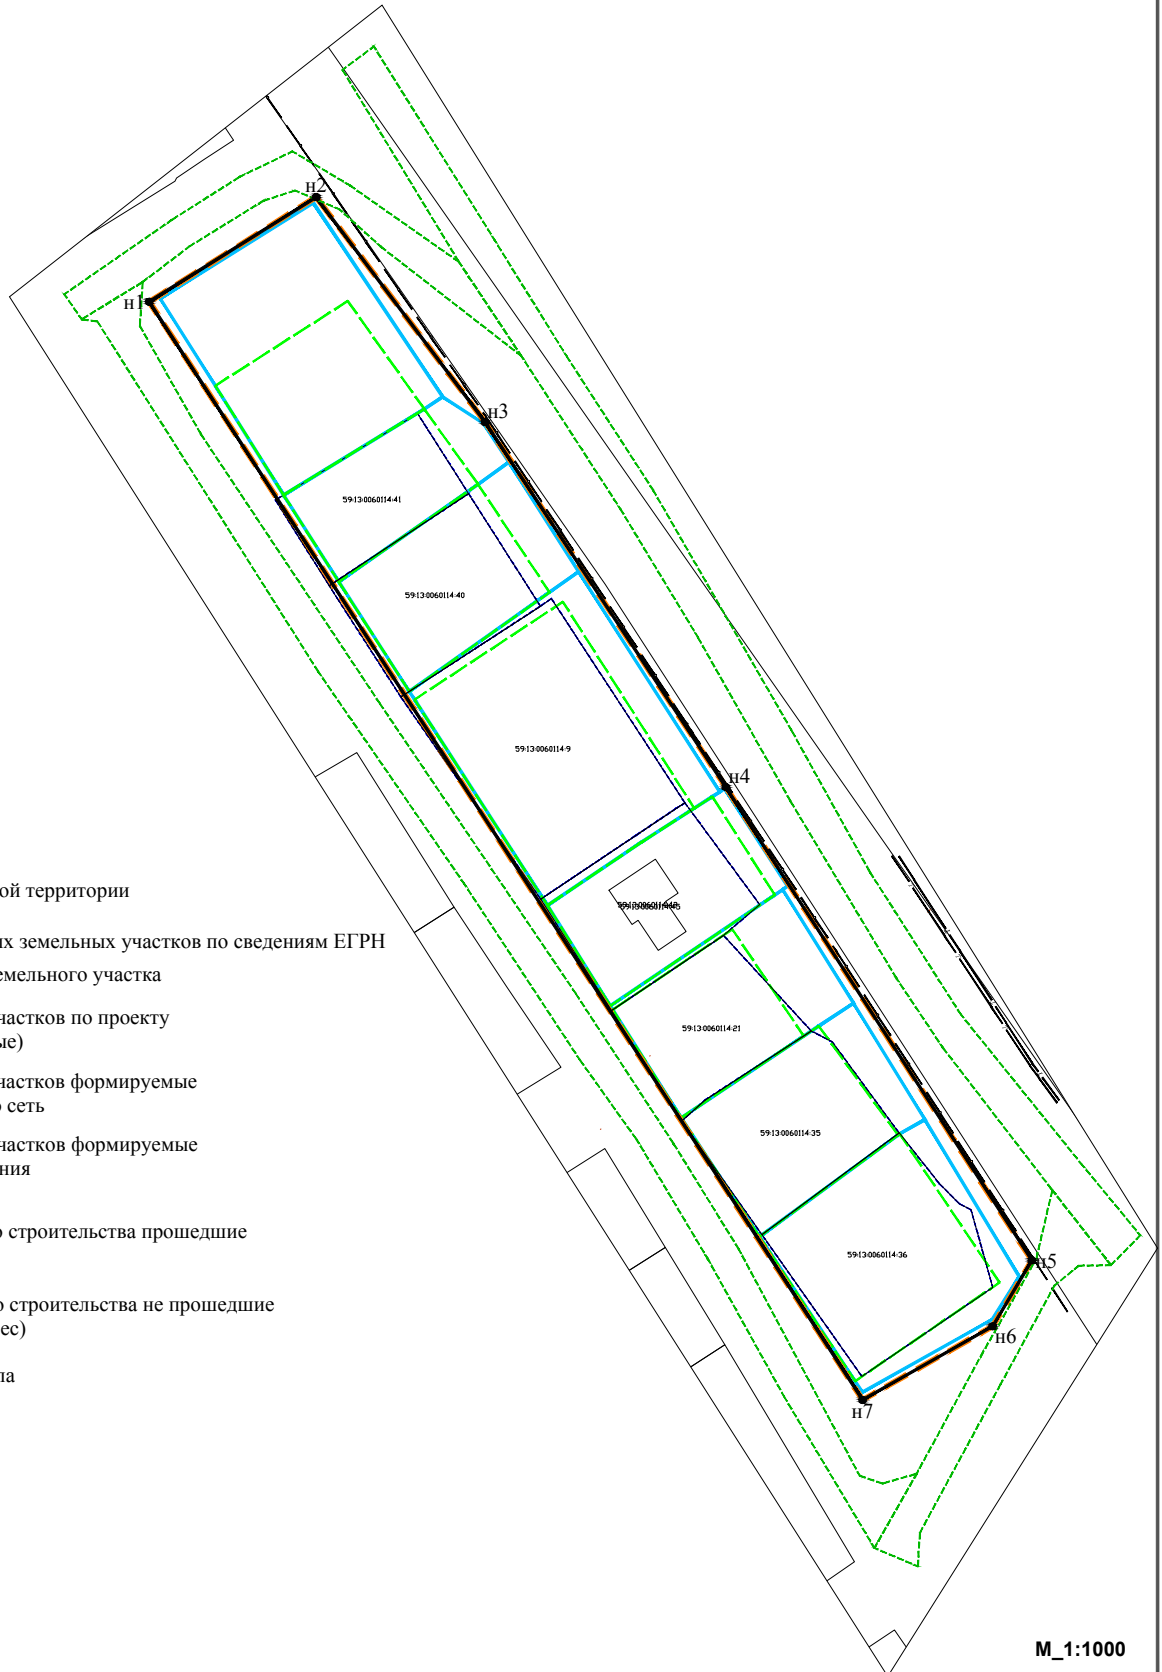 н2
н1
н3
59:13:0060114:41
59:13:0060114:40
59:13:0060114:9
н4
ой территории
их земельных участков по сведениям ЕГРН
емельного участка
частков по проекту
ые)
59:13:0060114:21
частков формируемые
о сеть
59:13:0060114:35
частков формируемые
ния
о строительства прошедшие
59:13:0060114:36
н5
о строительства не прошедшие
ес)
н6
ла
н7
М_1:1000